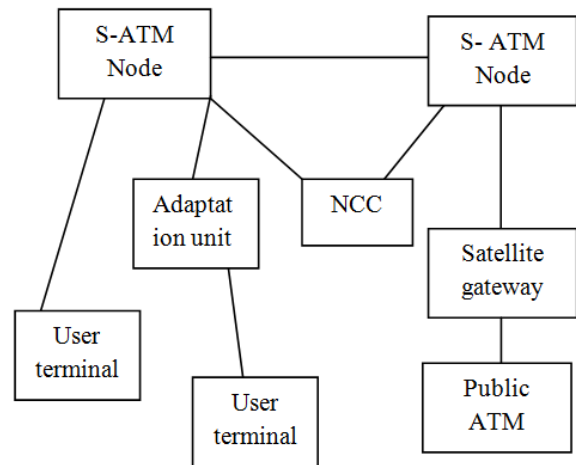 S-ATM
Node
S- ATM
Node
Adaptat
ion unit
NCC
Satellite
gateway
User
terminal
User
terminal
Public
ATM